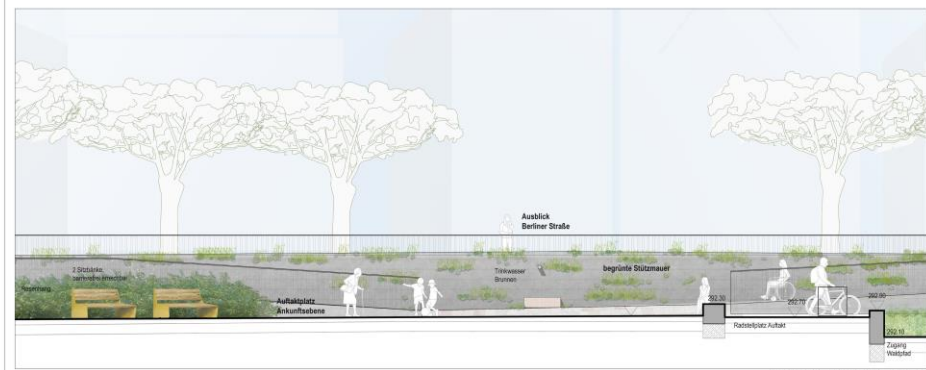 Ausblick
Berliner Straße
2 Sitzbänke,
Trinkwasser
Brunnen
begrünte Stützmauer
Auftaktplatz
Ankunftsebene
292.30
292.70
292.90
Radstellplatz Auftakt
292.10
Zugang
Waldpfad